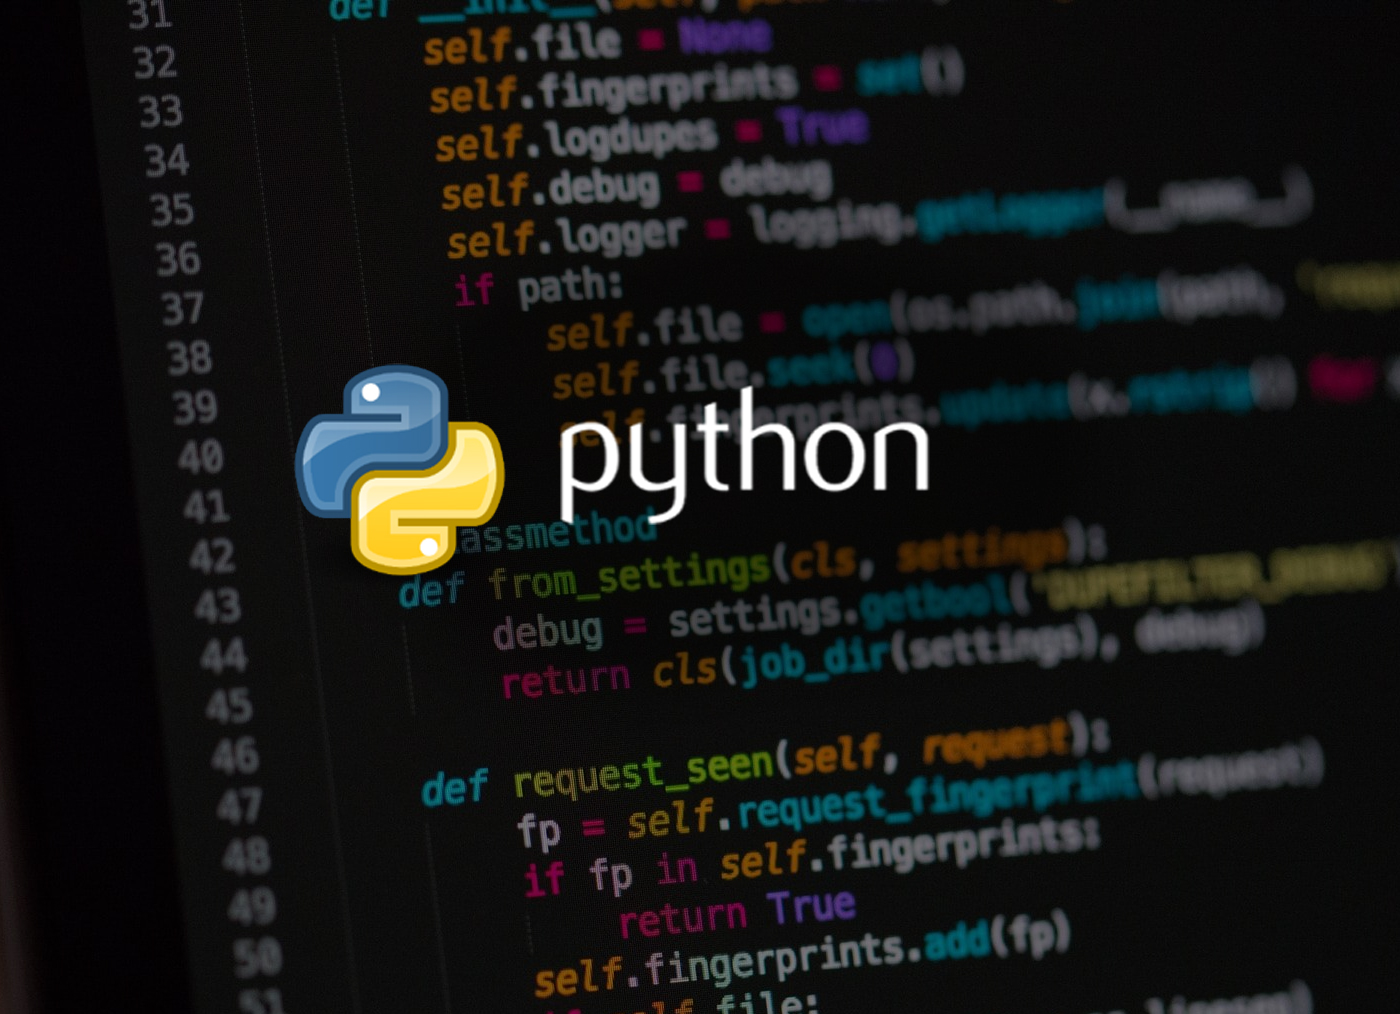 31 def __init__(self,
32 self.file = None
33 self.fingerprints = set()
34 self.logdupes = True
35 self.debug = debug
36 self.logger = logging.getLogger(__name__)
37 if path:
38 self.file = open(os.path.join(path,
39 self.file.seek(0)
40 self.fingerprints.update(x.rstrip() for
python
41
42 assmethod
43 def from_settings(cls, settings):
44 debug = settings.getbool('DUPEFILTER_DEBUG')
45 return cls(job_dir(settings), debug)
46
47 def request_seen(self, request):
48 fp = self.request_fingerprint(request)
49 if fp in self.fingerprints:
50 return True
51 self.fingerprints.add(fp)
if self.file: